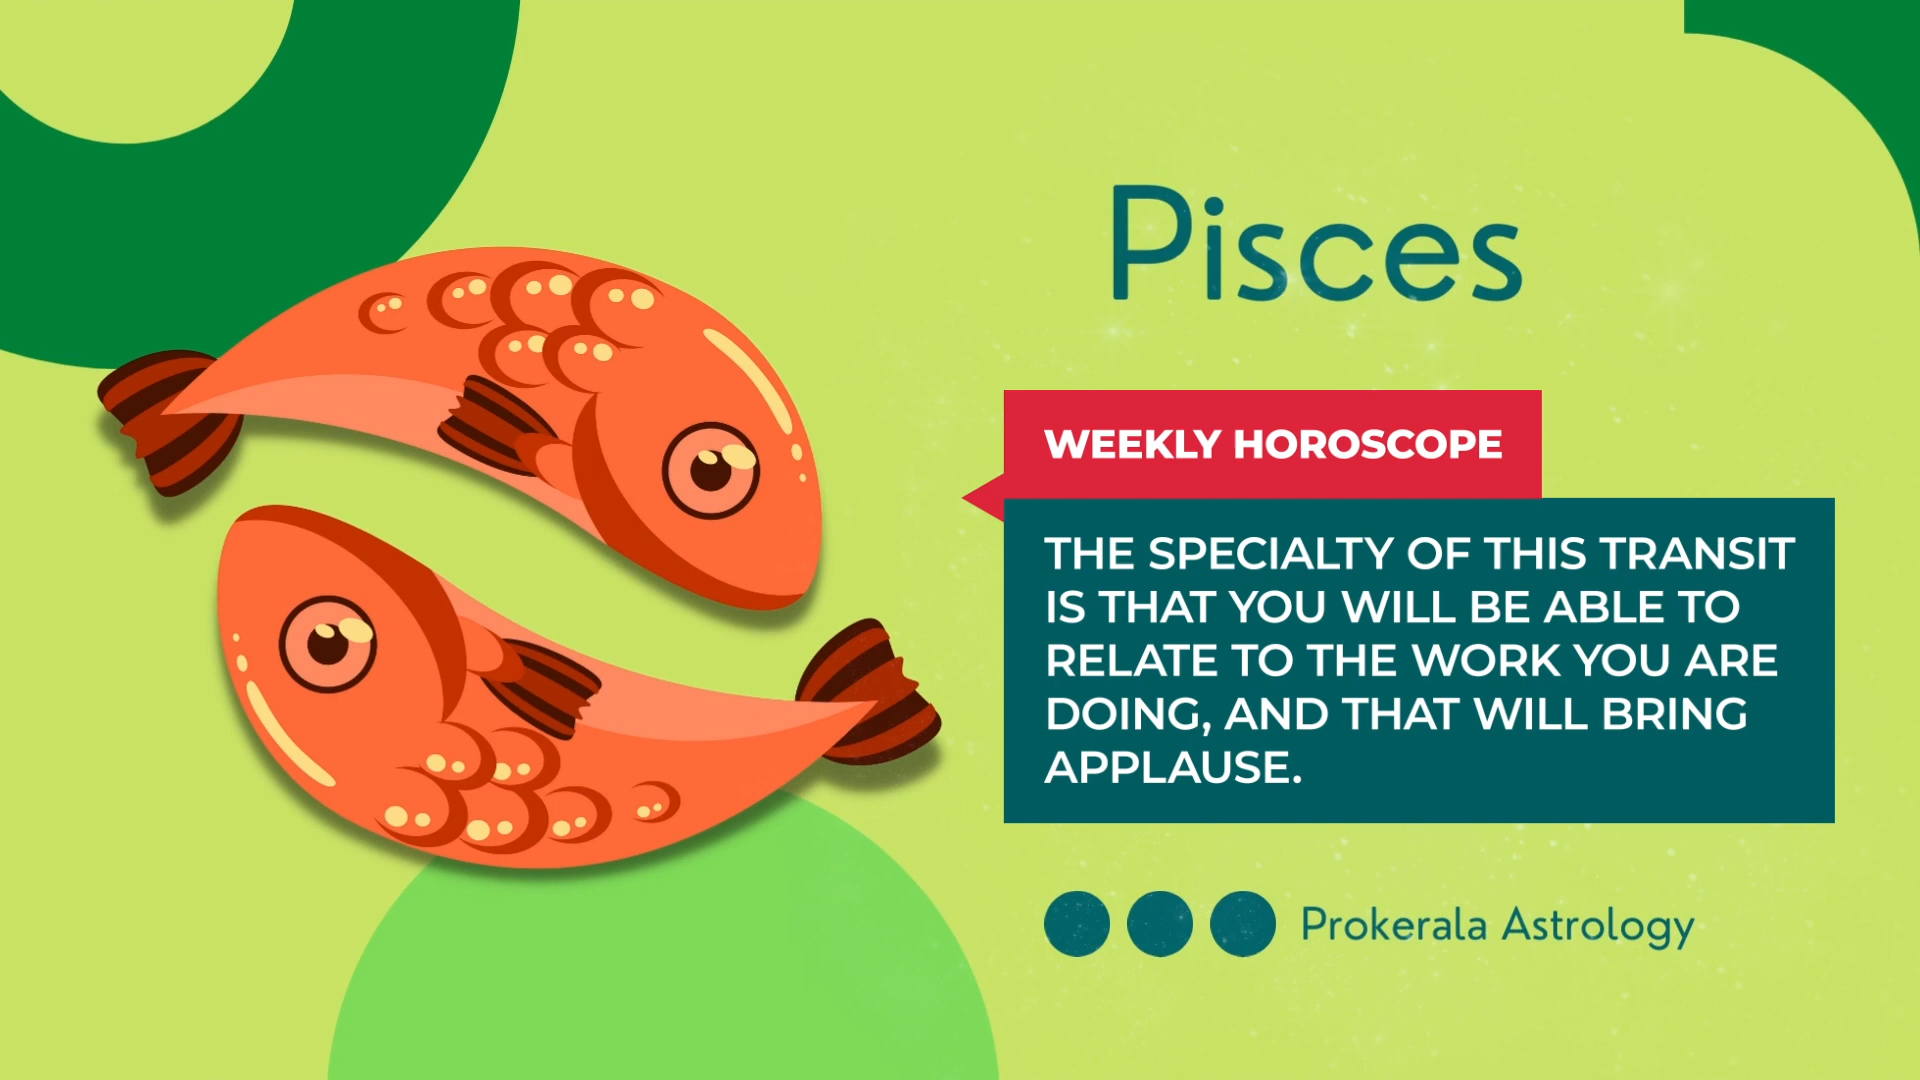 Pisces
WEEKLY HOROSCOPE
THE SPECIALTY OF THIS TRANSIT
IS THAT YOU WILL BE ABLE TO
RELATE TO THE WORK YOU ARE
DOING, AND THAT WILL BRING
APPLAUSE.
Prokerala Astrology